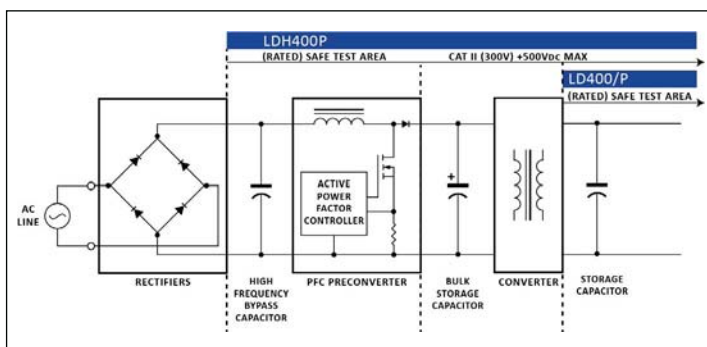 LDH400P
(RATED) SAFE TEST AREA CAT II (300V) +500VDC MAX
LD400/P
(RATED) SAFE TEST AREA
AC
LINE
ACTIVE
POWER
FACTOR
CONTROLLER
+
RECTIFIERS
HIGH
FREQUENCY
BYPASS
CAPACITOR
PFC PRECONVERTER
BULK
STORAGE
CAPACITOR
CONVERTER
STORAGE
CAPACITOR